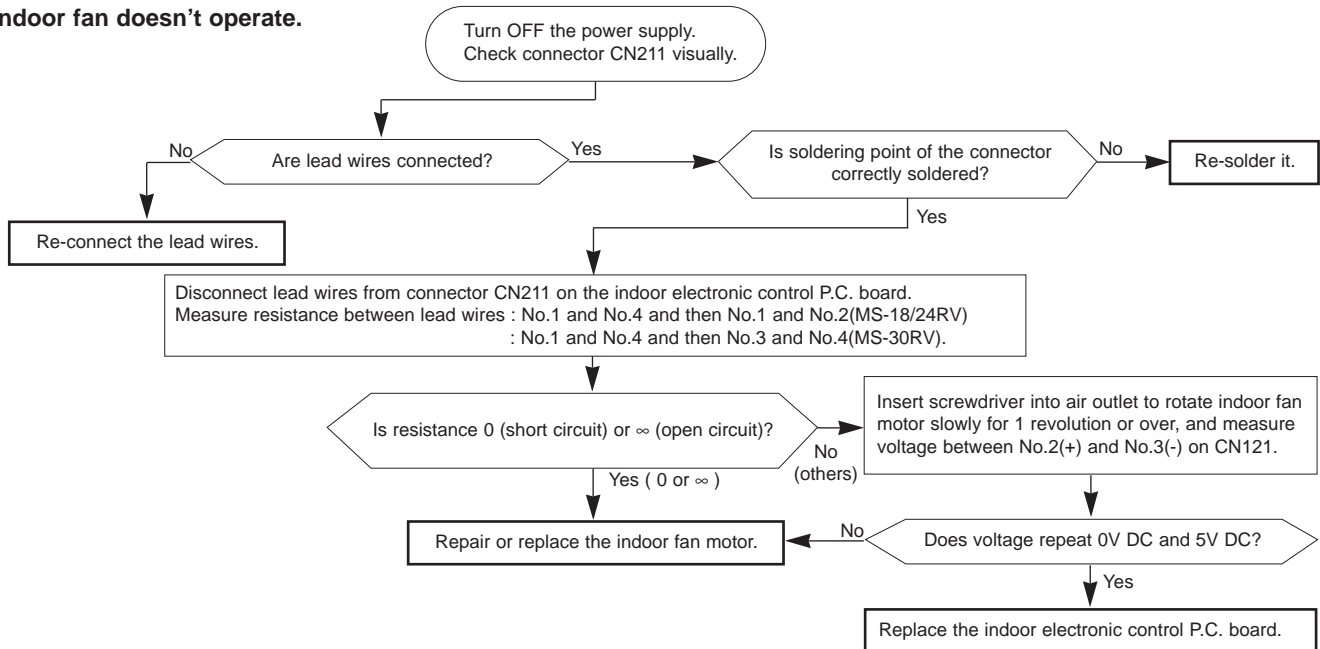 ndoor fan doesn't operate.
Turn OFF the power supply.
Check connector CN211 visually.
No
Are lead wires connected?
Yes
Is soldering point of the connector
correctly soldered?
No
Re-solder it.
Yes
Re-connect the lead wires.
Disconnect lead wires from connector CN211 on the indoor electronic control P.C. board.
Measure resistance between lead wires : No.1 and No.4 and then No.1 and No.2(MS-18/24RV)
: No.1 and No.4 and then No.3 and No.4(MS-30RV).
Is resistance 0 (short circuit) or ∞ (open circuit)?
No
(others)
Insert screwdriver into air outlet to rotate indoor fan
motor slowly for 1 revolution or over, and measure
voltage between No.2(+) and No.3(-) on CN121.
Yes ( 0 or ∞ )
Repair or replace the indoor fan motor.
No
Does voltage repeat 0V DC and 5V DC?
Yes
Replace the indoor electronic control P.C. board.